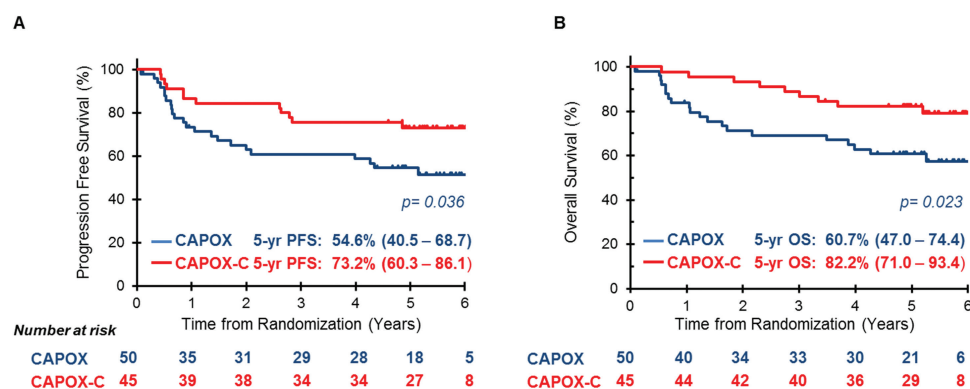 A
Progression Free Survival (%)
100
80
60
40
20
0
p= 0.036
CAPOX 5-yr PFS: 54.6% (40.5 – 68.7)
CAPOX-C 5-yr PFS: 73.2% (60.3 – 86.1)
0 1 2 3 4 5 6
Time from Randomization (Years)
Number at risk
CAPOX 50 35 31 29 28 18 5
CAPOX-C 45 39 38 34 34 27 8
B
Overall Survival (%)
100
80
60
40
20
0
p= 0.023
CAPOX 5-yr OS: 60.7% (47.0 – 74.4)
CAPOX-C 5-yr OS: 82.2% (71.0 – 93.4)
0 1 2 3 4 5 6
Time from Randomization (Years)
CAPOX 50 40 34 33 30 21 6
CAPOX-C 45 44 42 40 36 29 8